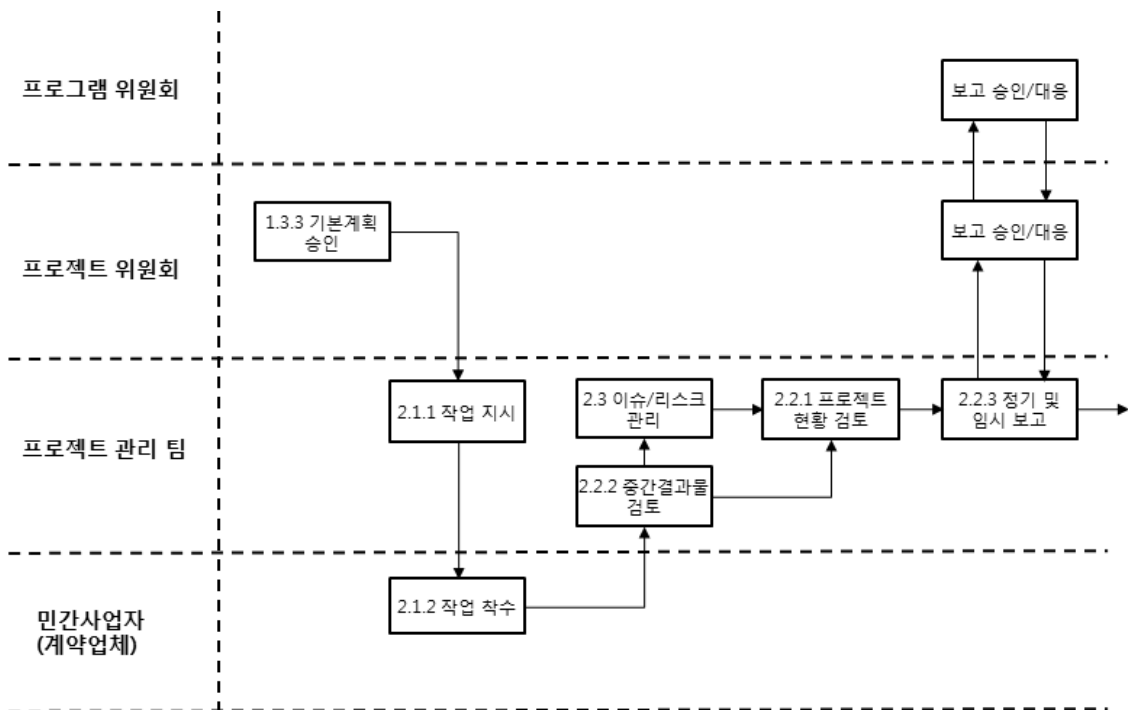 프로그램 위원회
보고 승인/대응
프로젝트 위원회
1.3.3 기본계획
승인
보고 승인/대응
프로젝트 관리 팀
2.1.1 작업 지시
2.3 이슈/리스크
관리
2.2.1 프로젝트
현황 검토
2.2.3 정기 및
임시 보고
2.2.2 중간결과물
검토
민간사업자
(계약업체)
2.1.2 작업 착수